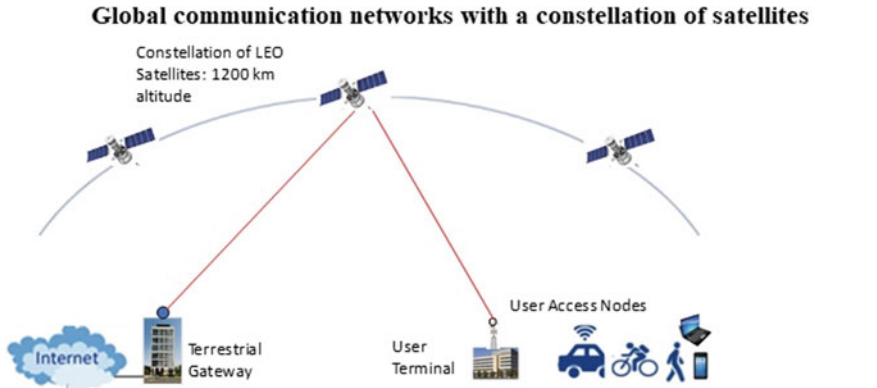 Global communication networks with a constellation of satellites
Constellation of LEO
Satellites: 1200 km
altitude
User Access Nodes
Internet
Terrestrial
Gateway
User
Terminal